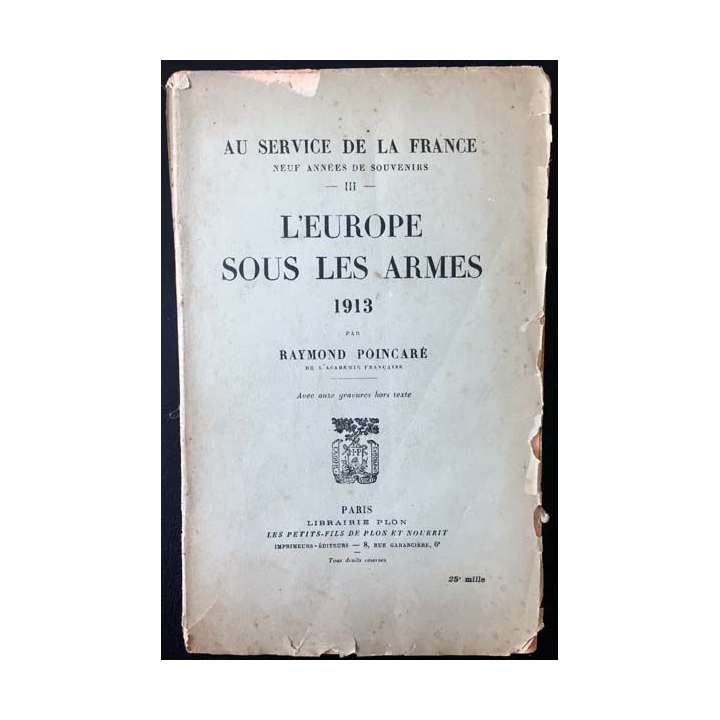 AU SERVICE DE LA FRANCE
NEUF ANNÉES DE SOUVENIRS
— III —
L'EUROPE
SOUS LES ARMES
1913
PAR
RAYMOND POINCARÉ
DE L'ACADÉMIE FRANÇAISE
Avec onze gravures hors texte
H·P
PARIS
LIBRAIRIE PLON
LES PETITS-FILS DE PLON ET NOURRIT
IMPRIMEURS-ÉDITEURS — 8, RUE GARANCIÈRE, 6e
Tous droits réservés
25e mille